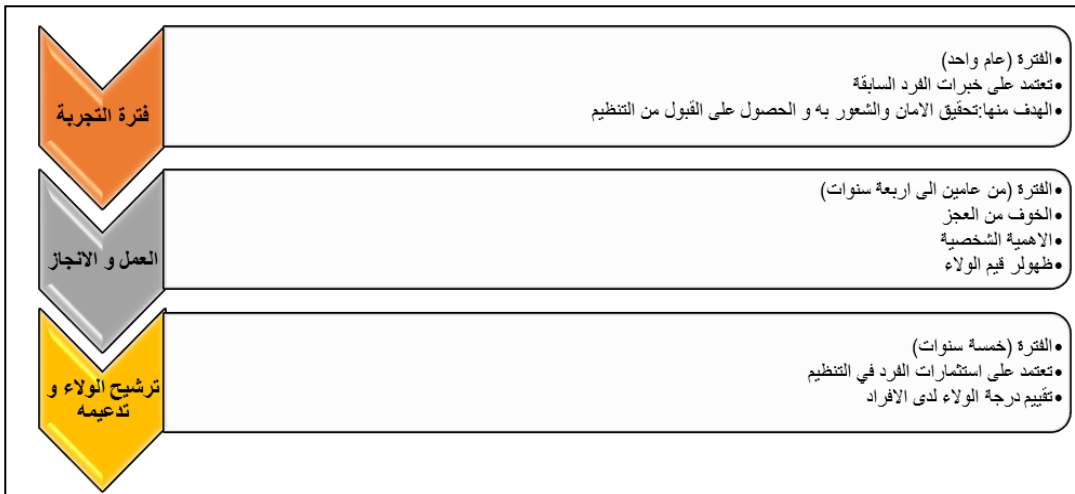 فترة التجربة
•الفترة (عام واحد)
•تعتمد على خبرات الفرد السابقة
•الهدف منها:تحقيق الامان والشعور به و الحصول على القبول من التنظيم
العمل و الانجاز
•الفترة (من عامين الى اربعة سنوات)
•الخوف من العجز
•الاهمية الشخصية
•ظهولر قيم الولاء
ترشيح الولاء و
تدعيمه
•الفترة (خمسة سنوات)
•تعتمد على استثمارات الفرد في التنظيم
•تقييم درجة الولاء لدى الافراد